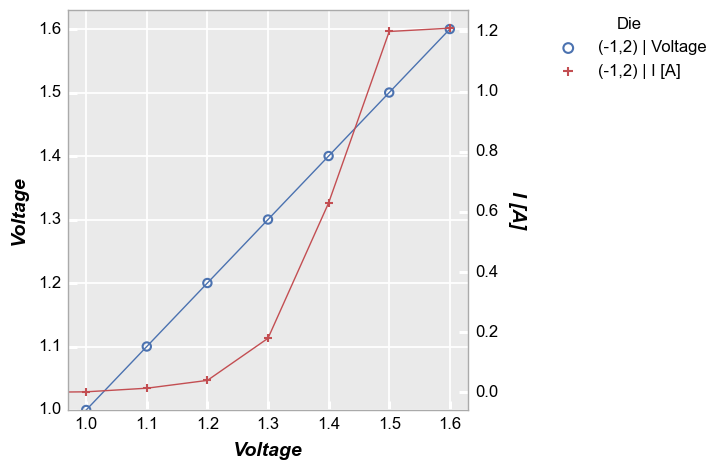 Die
(-1,2) | Voltage
(-1,2) | I [A]
1.6
1.5
1.4
1.3
1.2
1.1
1.0
Voltage
1.2
1.0
0.8
0.6
0.4
0.2
0.0
I [A]
1.0 1.1 1.2 1.3 1.4 1.5 1.6
Voltage